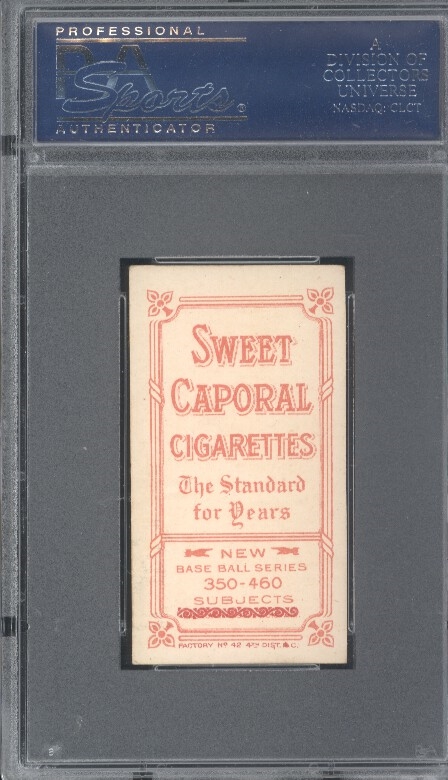 PROFESSIONAL
PSA
Sports
AUTHENTICATOR
A
DIVISION OF
COLLECTORS
UNIVERSE
NASDAQ: CLCT
SWEET
CAPORAL
CIGARETTES
The Standard
for Years
NEW
BASE BALL SERIES
350-460
SUBJECTS
FACTORY No 42 4TH DIST. N.C.
PSA